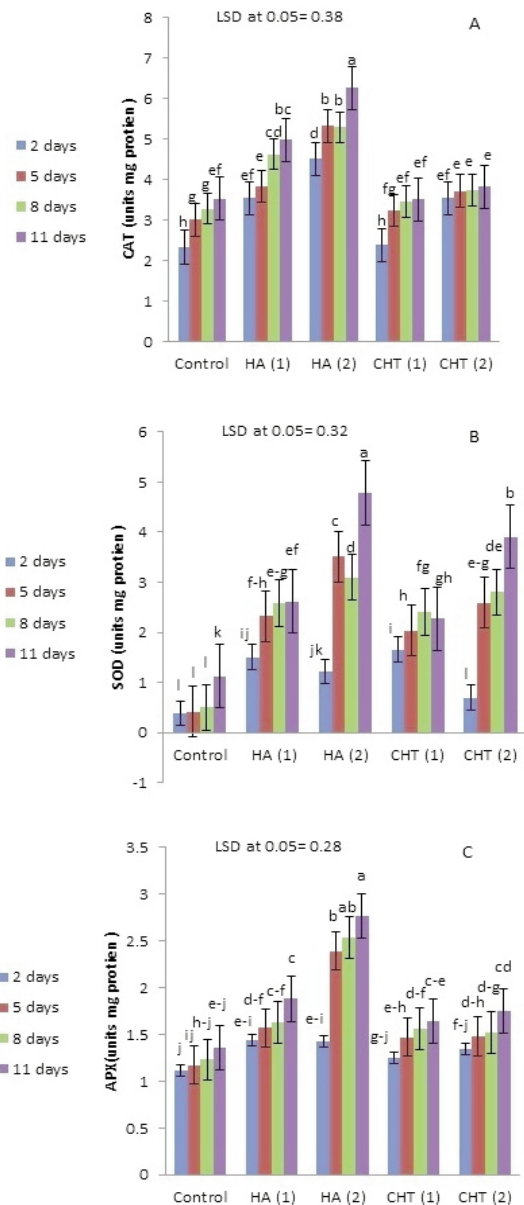 LSD at 0.05= 0.38
A
8
7
6
5
4
3
2
1
0
CAT (units mg protien )
2 days
5 days
8 days
11 days
h g g ef
ef e cd bc
d b b a
h fg ef ef
ef e e e
Control HA (1) HA (2) CHT (1) CHT (2)
LSD at 0.05= 0.32
B
6
5
4
3
2
1
0
-1
SOD (units mg protien )
2 days
5 days
8 days
11 days
l l l k
ij f-h e-g ef
jk c d a
i h fg gh
l e-g de b
Control HA (1) HA (2) CHT (1) CHT (2)
LSD at 0.05= 0.28
C
3.5
3
2.5
2
1.5
1
0.5
0
APX(units mg protien )
2 days
5 days
8 days
11 days
j ij h-j e-j
e-i d-f c-f c
e-i b ab a
g-j e-h d-f c-e
f-j d-h d-g cd
Control HA (1) HA (2) CHT (1) CHT (2)